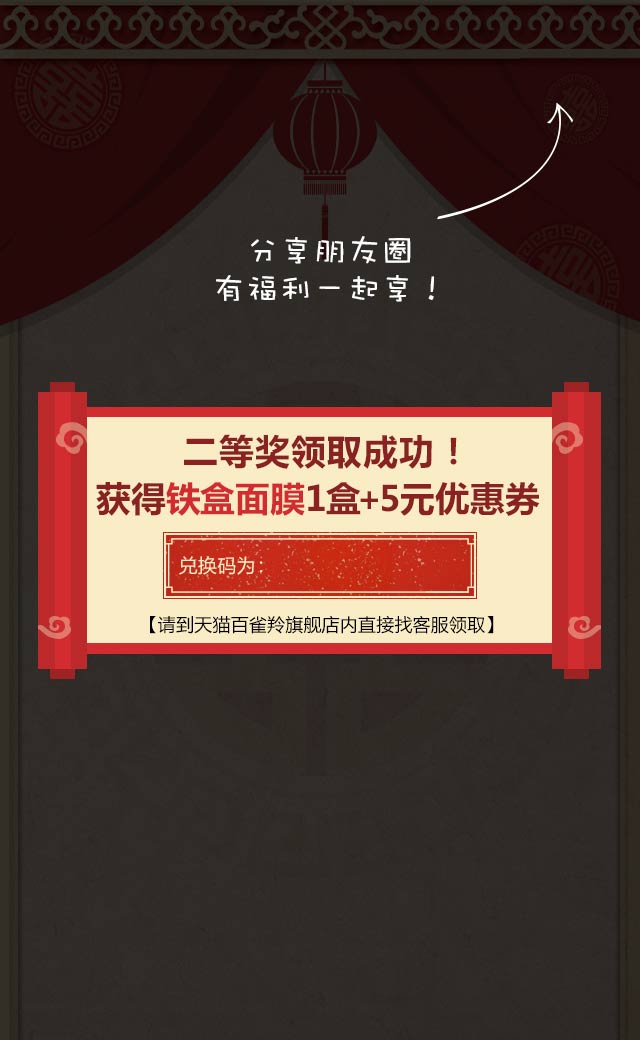 分享朋友圈
有福利一起享！
二等奖领取成功！
获得铁盒面膜1盒+5元优惠券
兑换码为：
【请到天猫百雀羚旗舰店内直接找客服领取】